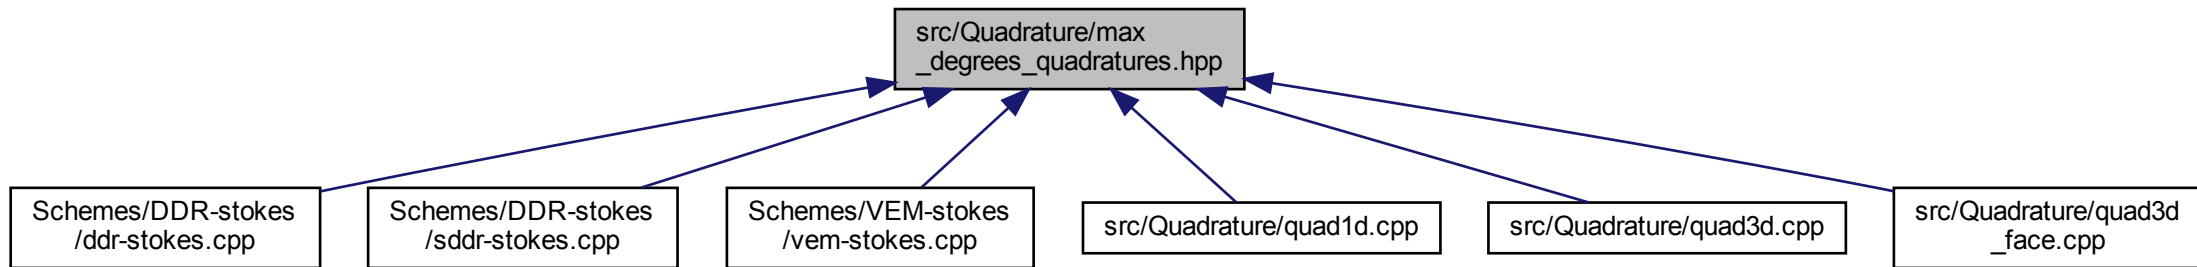 src/Quadrature/max
_degrees_quadratures.hpp
Schemes/DDR-stokes
/ddr-stokes.cpp
Schemes/DDR-stokes
/sddr-stokes.cpp
Schemes/VEM-stokes
/vem-stokes.cpp
src/Quadrature/quad1d.cpp
src/Quadrature/quad3d.cpp
src/Quadrature/quad3d
_face.cpp